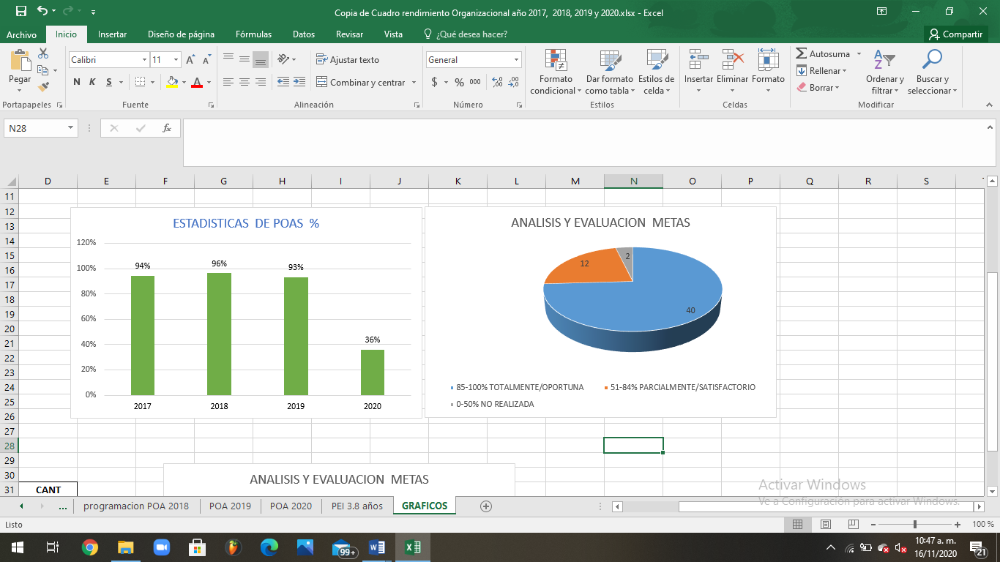 Copia de Cuadro rendimiento Organizacional año 2017, 2018, 2019 y 2020.xlsx - Excel
Archivo Inicio Insertar Diseño de página Fórmulas Datos Revisar Vista ¿Qué desea hacer? Compartir
Pegar
Calibri 11
N K S
Ajustar texto
Combinar y centrar
General
$ % 000
Formato condicional
Dar formato como tabla
Estilos de celda
Insertar Eliminar Formato
Autosuma
Rellenar
Borrar
Ordenar y filtrar
Buscar y seleccionar
Portapapeles Fuente Alineación Número Estilos Celdas Modificar
N28 fx
D E F G H I J K L M N O P Q R S
11
12
13
14
15
16
17
18
19
20
21
22
23
24
25
26
27
28
29
30
31
ESTADISTICAS DE POAS %
120%
100%
80%
60%
40%
20%
0%
94% 96% 93% 36%
2017 2018 2019 2020
ANALISIS Y EVALUACION METAS
2
12
40
85-100% TOTALMENTE/OPORTUNA 51-84% PARCIALMENTE/SATISFACTORIO
0-50% NO REALIZADA
ANALISIS Y EVALUACION METAS
CANT
Activar Windows
Ve a Configuración para activar Windows.
... programacion POA 2018 POA 2019 POA 2020 PEI 3.8 años GRAFICOS
Listo 100 %
99+
10:47 a. m.
16/11/2020
21